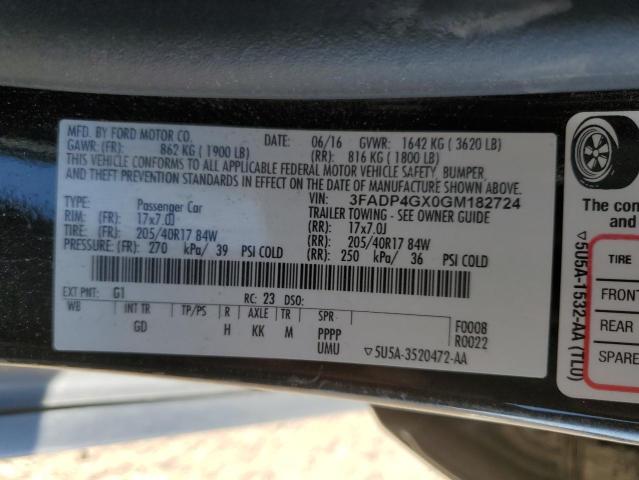 MFD. BY FORD MOTOR CO.
DATE: 06/16 GVWR: 1642 KG ( 3620 LB)
GAWR: (FR): 862 KG ( 1900 LB) (RR): 816 KG ( 1800 LB)
THIS VEHICLE CONFORMS TO ALL APPLICABLE FEDERAL MOTOR VEHICLE SAFETY, BUMPER,
AND THEFT PREVENTION STANDARDS IN EFFECT ON THE DATE OF MANUFACTURE SHOWN ABOVE.
VIN: 3FADP4GX0GM182724
TYPE: Passenger Car TRAILER TOWING - SEE OWNER GUIDE
RIM: (FR): 17x7.0J (RR): 17x7.0J
TIRE: (FR): 205/40R17 84W (RR): 205/40R17 84W
PRESSURE: (FR): 270 kPa/ 39 PSI COLD (RR): 250 kPa/ 36 PSI COLD
EXT PNT: G1 RC: 23 DSO:
WB INT TR TP/PS R AXLE TR SPR
GD H KK M PPPP F0008
UMU R0022
5U5A-3520472-AA
5U5A-1532-AA (TL0)
The con
TIRE
FRONT
REAR
SPARE